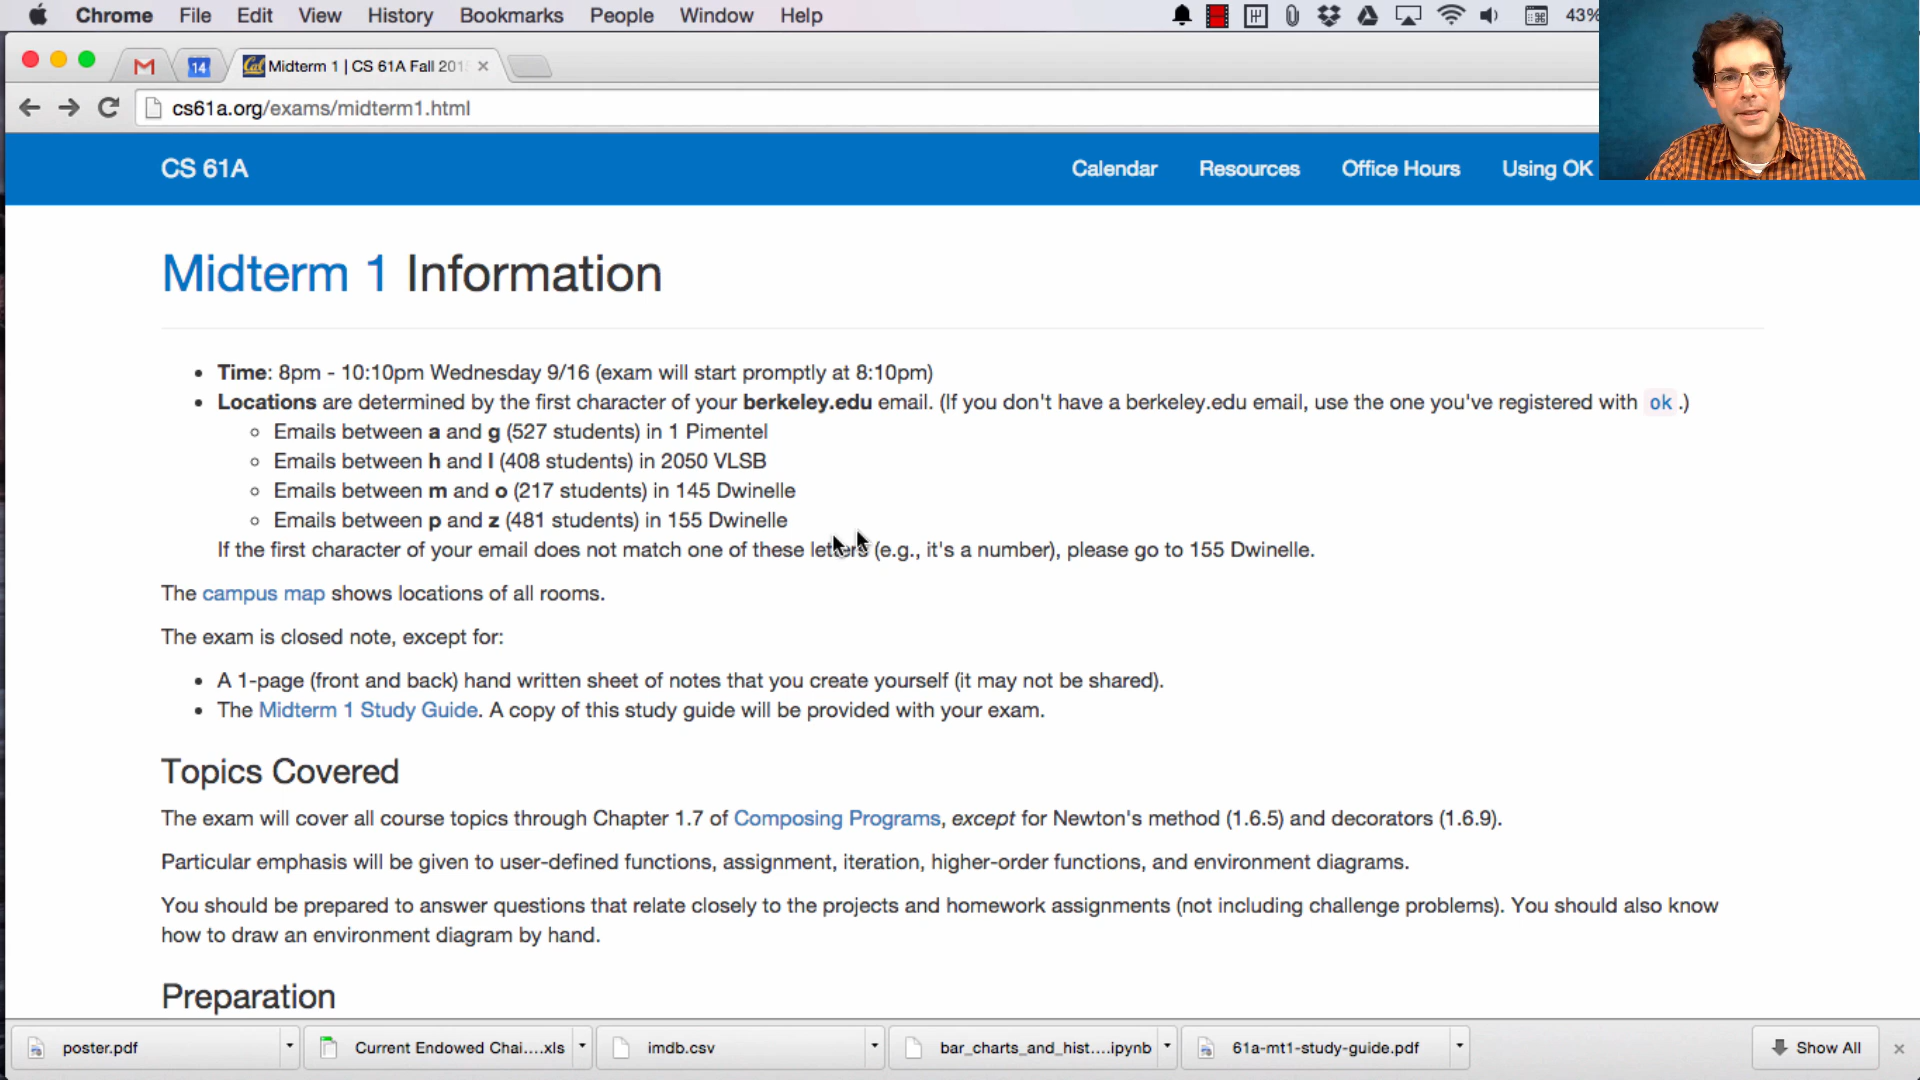 Chrome File Edit View History Bookmarks People Window Help 43%
14 Midterm 1 | CS 61A Fall 201
cs61a.org/exams/midterm1.html
CS 61A Calendar Resources Office Hours Using OK
Midterm 1 Information
• Time: 8pm - 10:10pm Wednesday 9/16 (exam will start promptly at 8:10pm)
• Locations are determined by the first character of your berkeley.edu email. (If you don't have a berkeley.edu email, use the one you've registered with ok .)
◦ Emails between a and g (527 students) in 1 Pimentel
◦ Emails between h and l (408 students) in 2050 VLSB
◦ Emails between m and o (217 students) in 145 Dwinelle
◦ Emails between p and z (481 students) in 155 Dwinelle
If the first character of your email does not match one of these letters (e.g., it's a number), please go to 155 Dwinelle.
The campus map shows locations of all rooms.
The exam is closed note, except for:
• A 1-page (front and back) hand written sheet of notes that you create yourself (it may not be shared).
• The Midterm 1 Study Guide. A copy of this study guide will be provided with your exam.
Topics Covered
The exam will cover all course topics through Chapter 1.7 of Composing Programs, except for Newton's method (1.6.5) and decorators (1.6.9).
Particular emphasis will be given to user-defined functions, assignment, iteration, higher-order functions, and environment diagrams.
You should be prepared to answer questions that relate closely to the projects and homework assignments (not including challenge problems). You should also know
how to draw an environment diagram by hand.
Preparation
poster.pdf Current Endowed Chai....xls imdb.csv bar_charts_and_hist....ipynb 61a-mt1-study-guide.pdf Show All